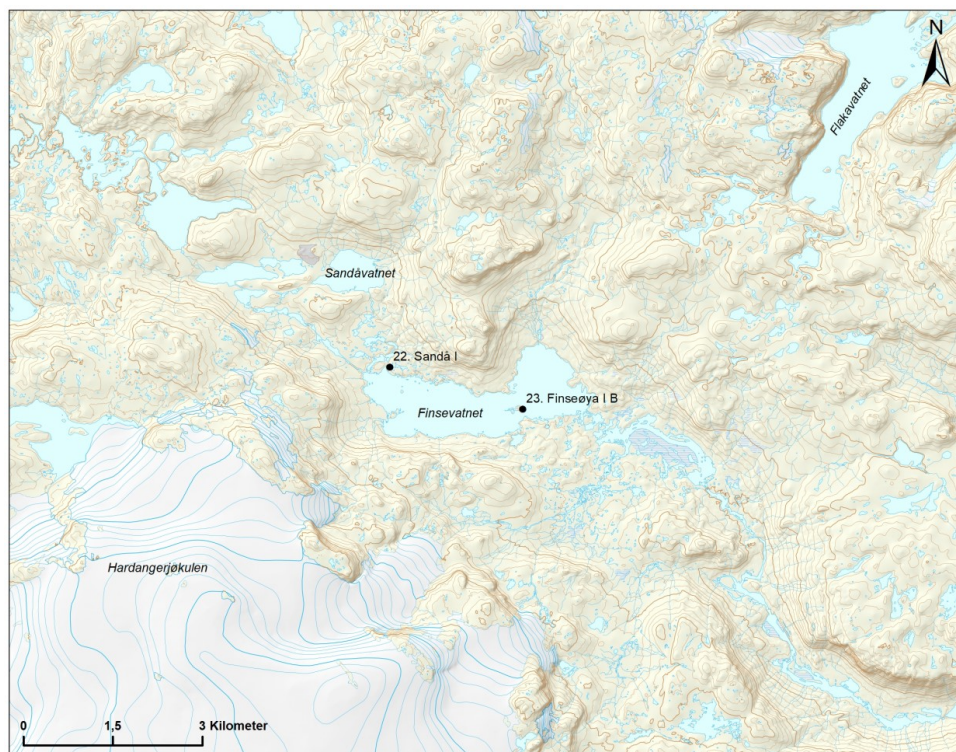 N
Flakavatnet
Sandåvatnet
22. Sandå I
23. Finseøya I B
Finsevatnet
Hardangerjøkulen
0 1,5 3 Kilometer